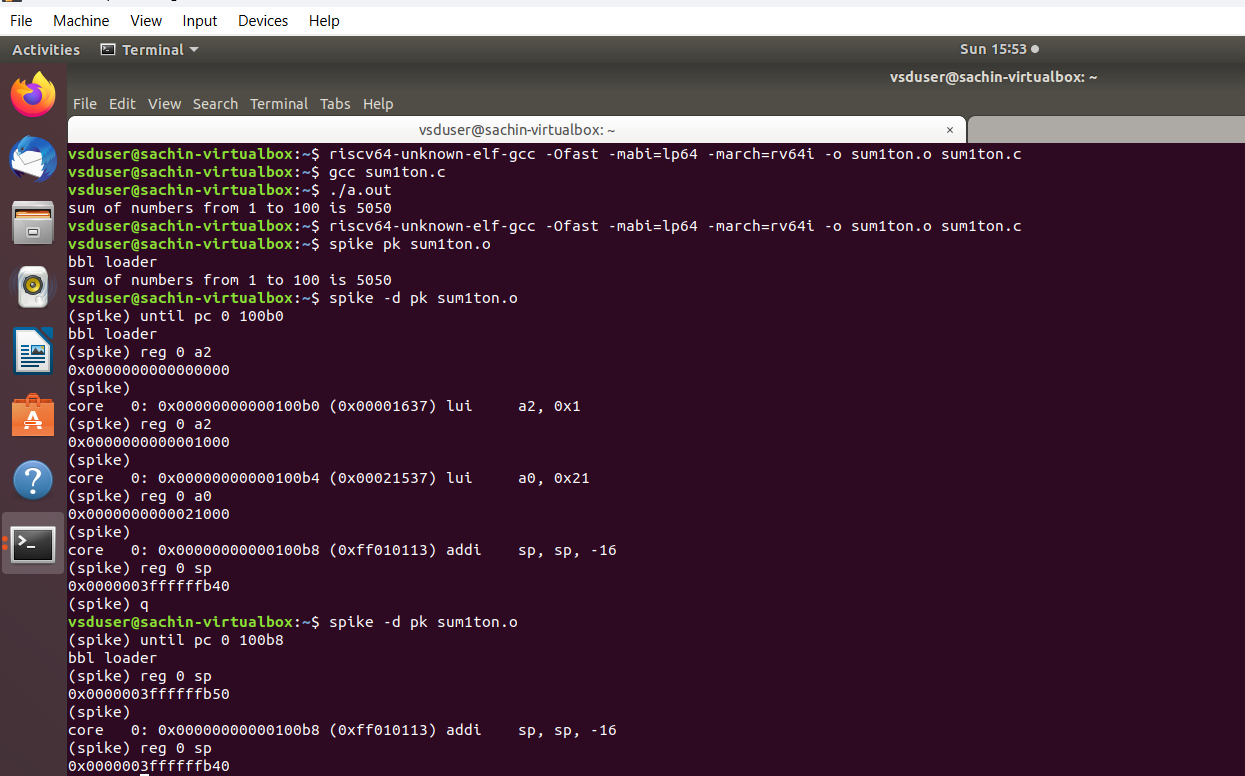 File Machine View Input Devices Help
Activities Terminal Sun 15:53
vsduser@sachin-virtualbox: ~
File Edit View Search Terminal Tabs Help
vsduser@sachin-virtualbox: ~ ×
vsduser@sachin-virtualbox:~$ riscv64-unknown-elf-gcc -Ofast -mabi=lp64 -march=rv64i -o sum1ton.o sum1ton.c
vsduser@sachin-virtualbox:~$ gcc sum1ton.c
vsduser@sachin-virtualbox:~$ ./a.out
sum of numbers from 1 to 100 is 5050
vsduser@sachin-virtualbox:~$ riscv64-unknown-elf-gcc -Ofast -mabi=lp64 -march=rv64i -o sum1ton.o sum1ton.c
vsduser@sachin-virtualbox:~$ spike pk sum1ton.o
bbl loader
sum of numbers from 1 to 100 is 5050
vsduser@sachin-virtualbox:~$ spike -d pk sum1ton.o
(spike) until pc 0 100b0
bbl loader
(spike) reg 0 a2
0x0000000000000000
(spike)
core   0: 0x00000000000100b0 (0x00001637) lui     a2, 0x1
(spike) reg 0 a2
0x0000000000001000
(spike)
core   0: 0x00000000000100b4 (0x00021537) lui     a0, 0x21
(spike) reg 0 a0
0x0000000000021000
(spike)
core   0: 0x00000000000100b8 (0xff010113) addi    sp, sp, -16
(spike) reg 0 sp
0x0000003ffffffb40
(spike) q
vsduser@sachin-virtualbox:~$ spike -d pk sum1ton.o
(spike) until pc 0 100b8
bbl loader
(spike) reg 0 sp
0x0000003ffffffb50
(spike)
core   0: 0x00000000000100b8 (0xff010113) addi    sp, sp, -16
(spike) reg 0 sp
0x0000003ffffffb40